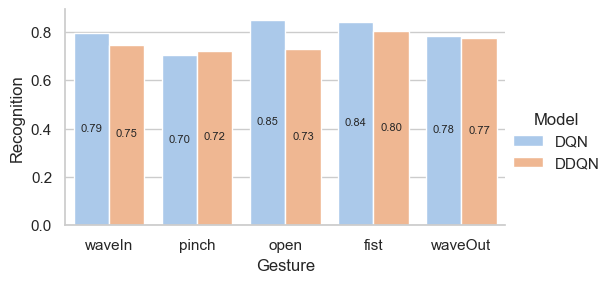 Recognition
0.8
0.6
0.4
0.2
0.0
0.79
0.75
0.70
0.72
0.85
0.73
0.84
0.80
0.78
0.77
waveIn
pinch
open
fist
waveOut
Gesture
Model
DQN
DDQN